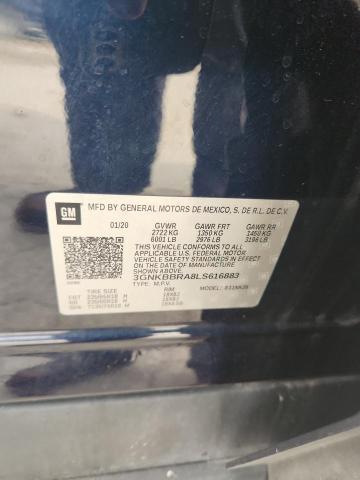 GM
MFD BY GENERAL MOTORS DE MEXICO, S. DE R.L. DE C.V.
01/20 GVWR GAWR FRT GAWR RR
2722 KG 1350 KG 1450 KG
6001 LB 2976 LB 3196 LB
THIS VEHICLE CONFORMS TO ALL
APPLICABLE U.S. FEDERAL MOTOR
VEHICLE SAFETY STANDARDS IN EFFECT
ON THE DATE OF MANUFACTURE SHOWN ABOVE.
3GNKBBRA8LS616883
TYPE: M.P.V. MODEL:
TIRE SIZE RIM